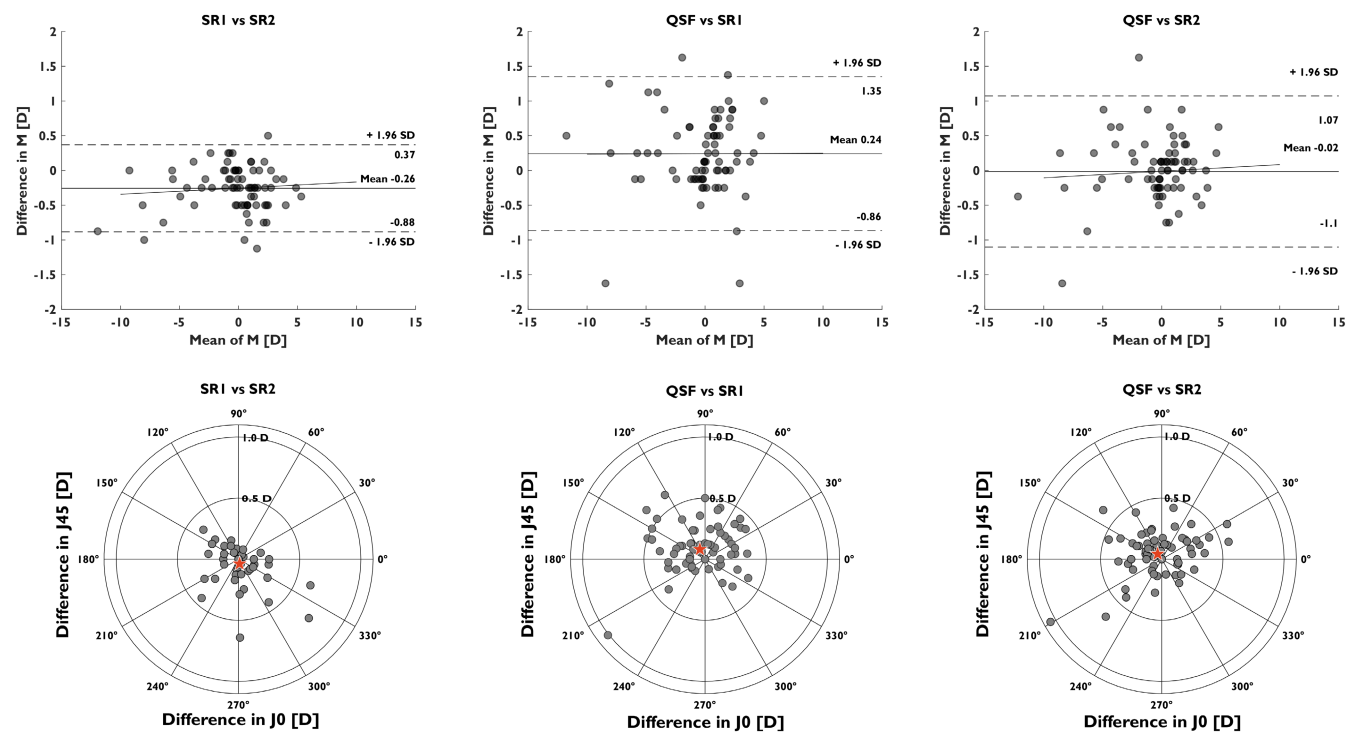 SR1 vs SR2
2
1.5
1
0.5
0
-0.5
-1
-1.5
-2
-15
-10
-5
0
5
10
15
Difference in M [D]
Mean of M [D]
+ 1.96 SD
0.37
Mean -0.26
-0.88
- 1.96 SD
QSF vs SR1
2
1.5
1
0.5
0
-0.5
-1
-1.5
-2
-15
-10
-5
0
5
10
15
Difference in M [D]
Mean of M [D]
+ 1.96 SD
1.35
Mean 0.24
-0.86
- 1.96 SD
QSF vs SR2
2
1.5
1
0.5
0
-0.5
-1
-1.5
-2
-15
-10
-5
0
5
10
15
Difference in M [D]
Mean of M [D]
+ 1.96 SD
1.07
Mean -0.02
-1.1
- 1.96 SD
SR1 vs SR2
90°
120°
60°
1.0 D
150°
30°
0.5 D
180°
0°
210°
330°
240°
300°
270°
Difference in J45 [D]
Difference in J0 [D]
QSF vs SR1
90°
120°
60°
1.0 D
150°
30°
0.5 D
180°
0°
210°
330°
240°
300°
270°
Difference in J45 [D]
Difference in J0 [D]
QSF vs SR2
90°
120°
60°
1.0 D
150°
30°
0.5 D
180°
0°
210°
330°
240°
300°
270°
Difference in J45 [D]
Difference in J0 [D]